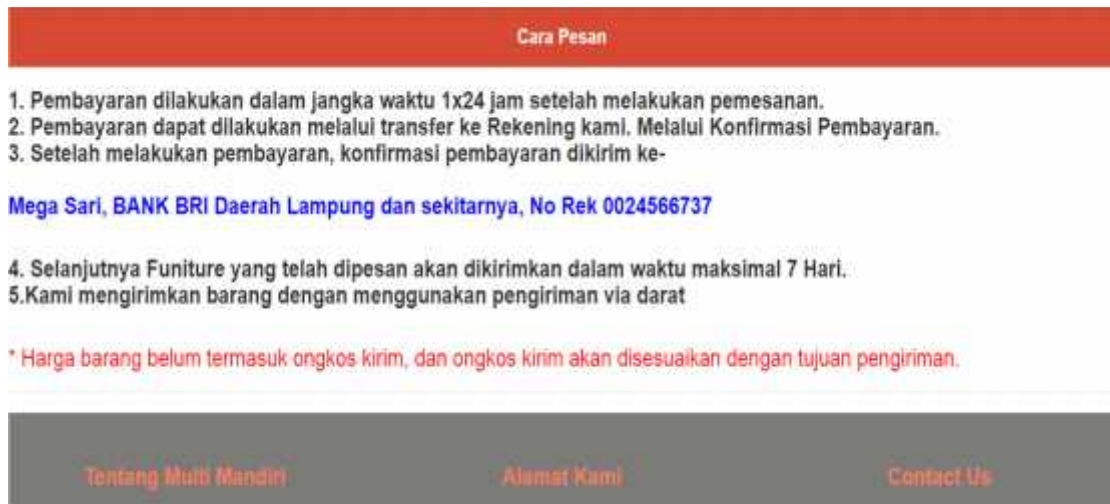 Cara Pesan
1. Pembayaran dilakukan dalam jangka waktu 1x24 jam setelah melakukan pemesanan.
2. Pembayaran dapat dilakukan melalui transfer ke Rekening kami. Melalui Konfirmasi Pembayaran.
3. Setelah melakukan pembayaran, konfirmasi pembayaran dikirim ke-
Mega Sari, BANK BRI Daerah Lampung dan sekitarnya, No Rek 0024566737
4. Selanjutnya Funiture yang telah dipesan akan dikirimkan dalam waktu maksimal 7 Hari.
5.Kami mengirimkan barang dengan menggunakan pengiriman via darat
* Harga barang belum termasuk ongkos kirim, dan ongkos kirim akan disesuaikan dengan tujuan pengiriman.
Tentang Multi Mandiri Alamat Kami Contact Us